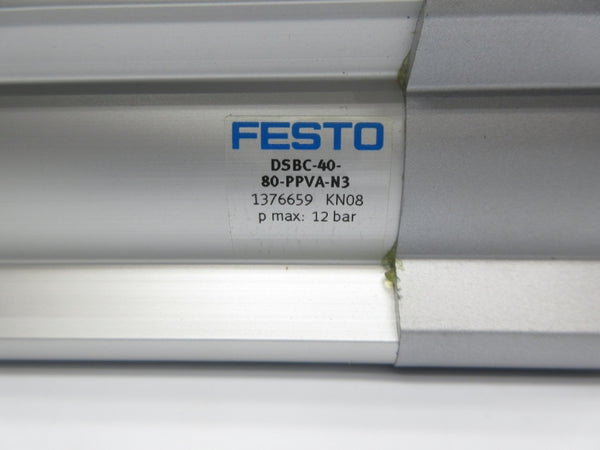 FESTO
DSBC-40-
80-PPVA-N3
1376659 KN08
p max: 12 bar